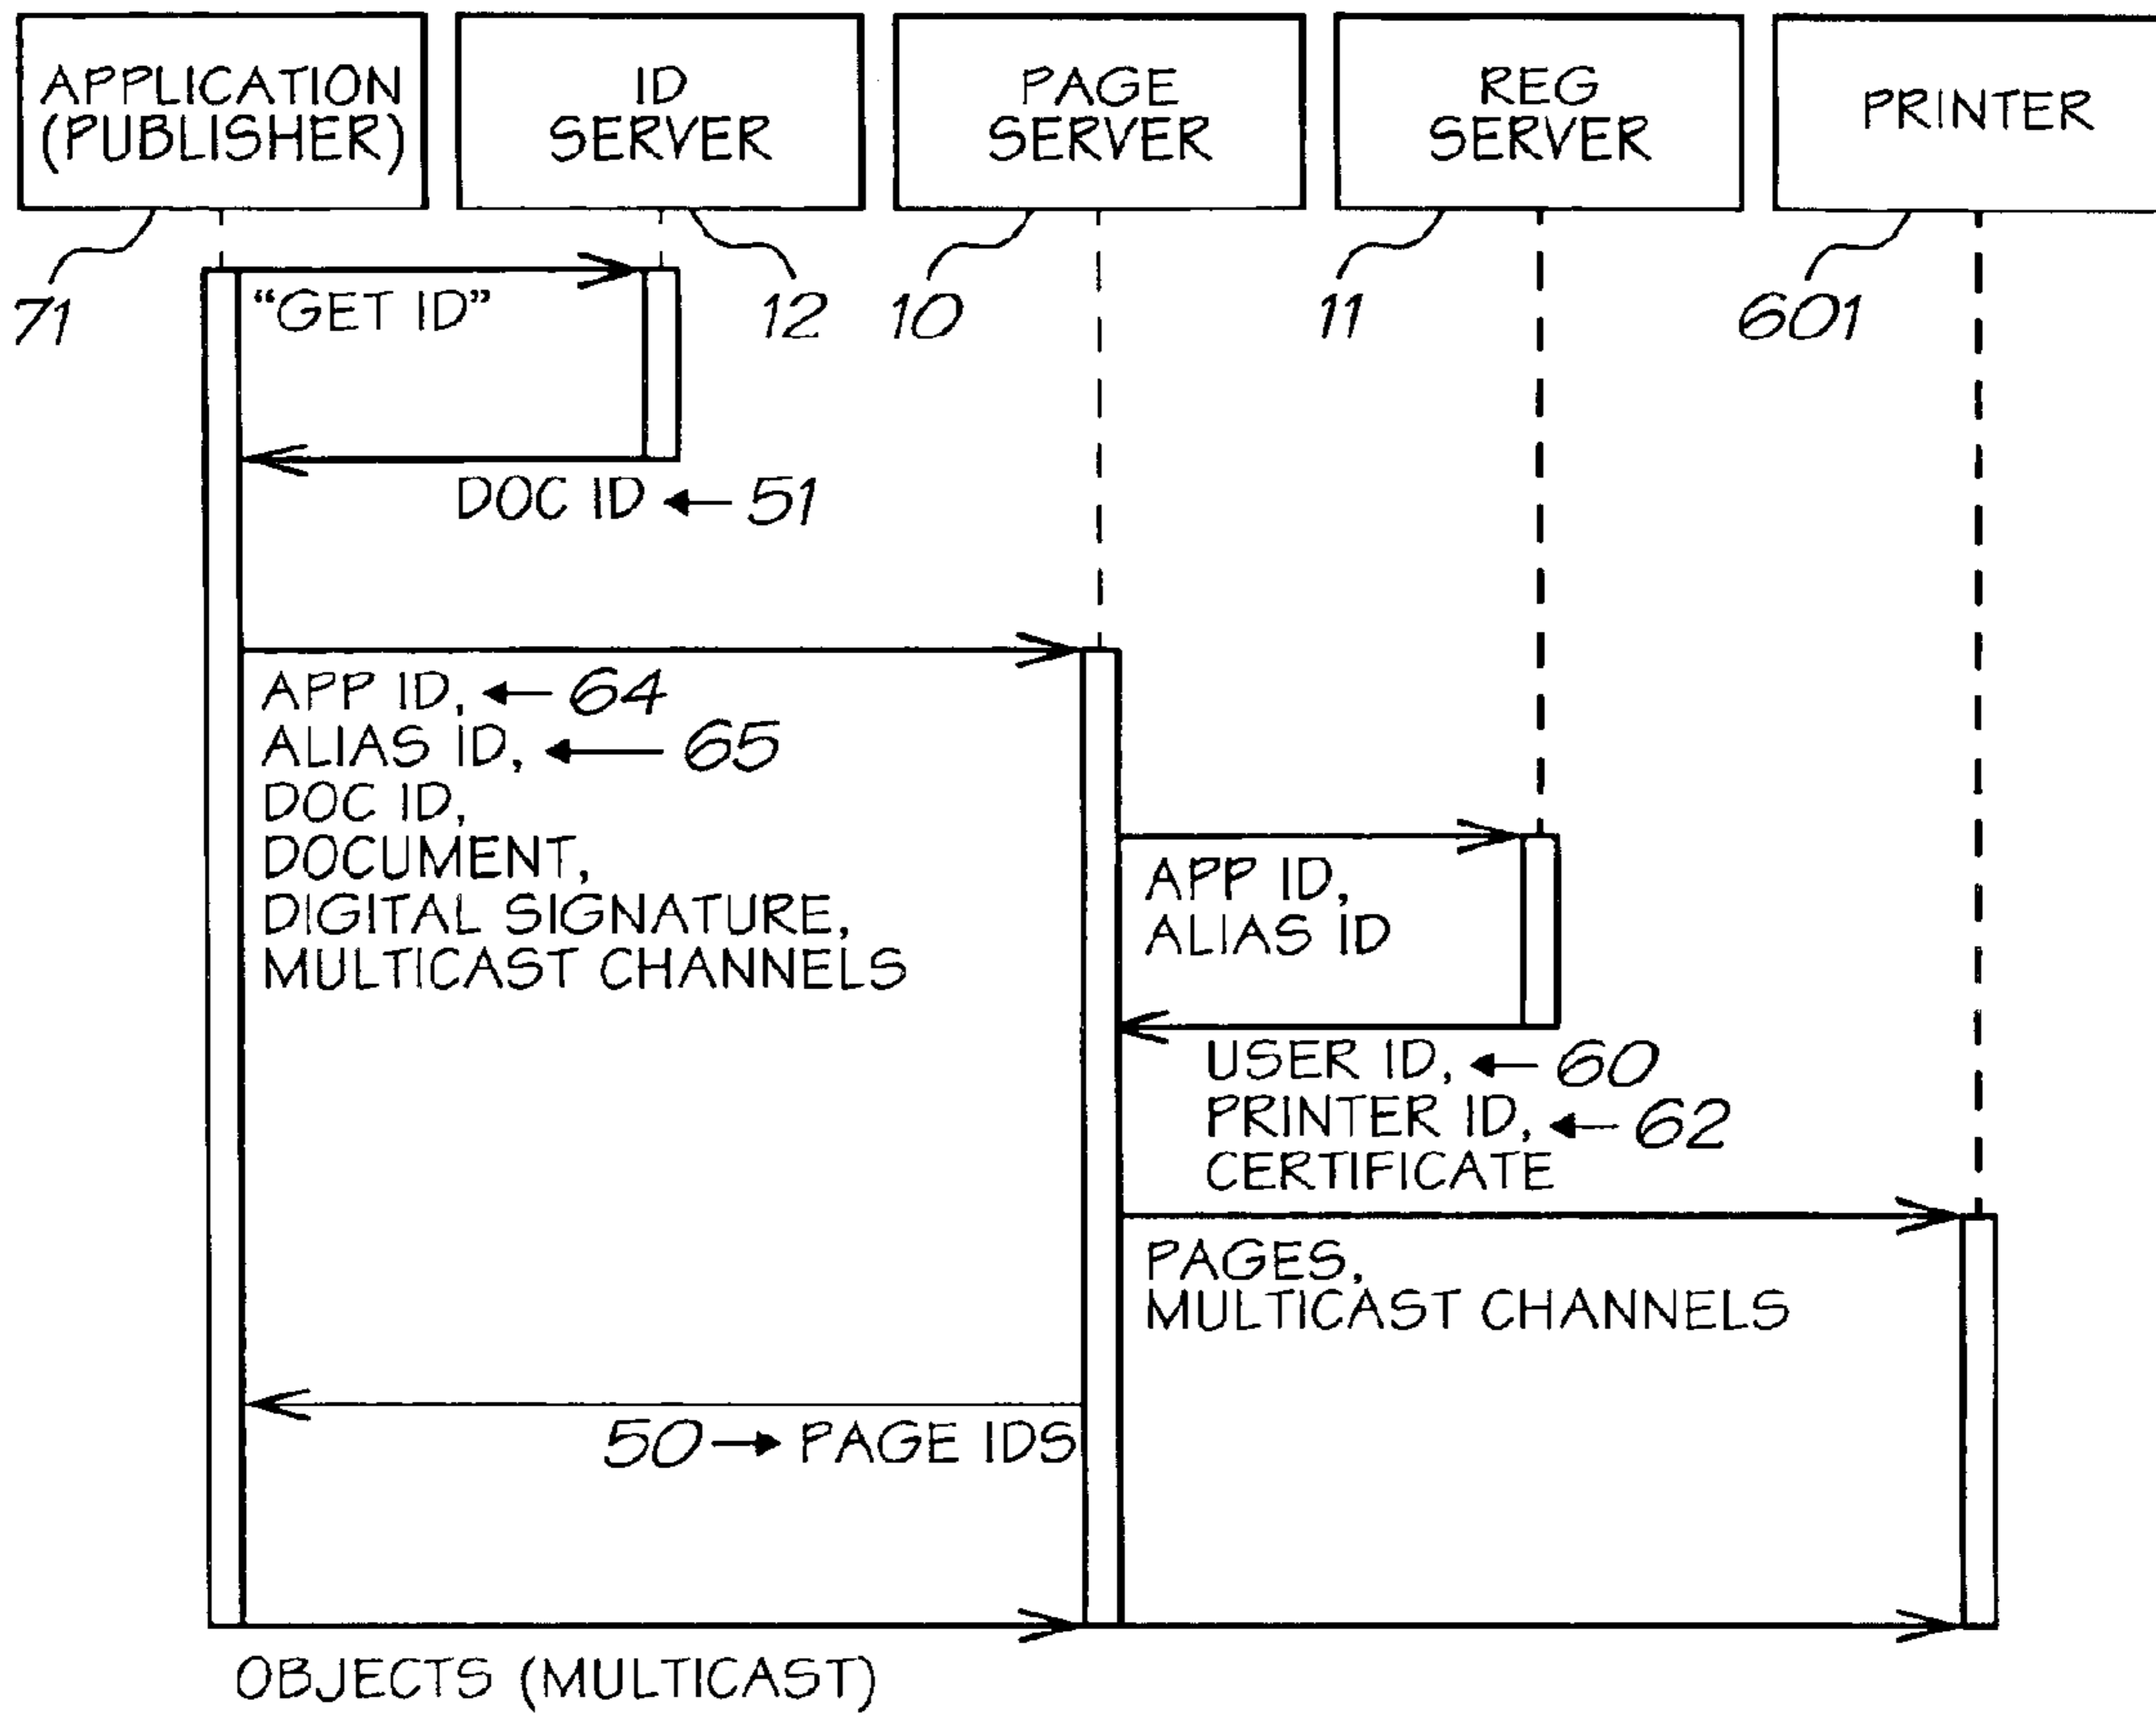 APPLICATION
(PUBLISHER)
ID
SERVER
PAGE
SERVER
REG
SERVER
PRINTER
71
12
10
11
601
“GET ID”
DOC ID
51
APP ID,
64
ALIAS ID,
65
DOC ID,
DOCUMENT,
DIGITAL SIGNATURE,
MULTICAST CHANNELS
APP ID,
ALIAS ID
USER ID,
60
PRINTER ID,
62
CERTIFICATE
PAGES,
MULTICAST CHANNELS
50
PAGE IDS
OBJECTS (MULTICAST)